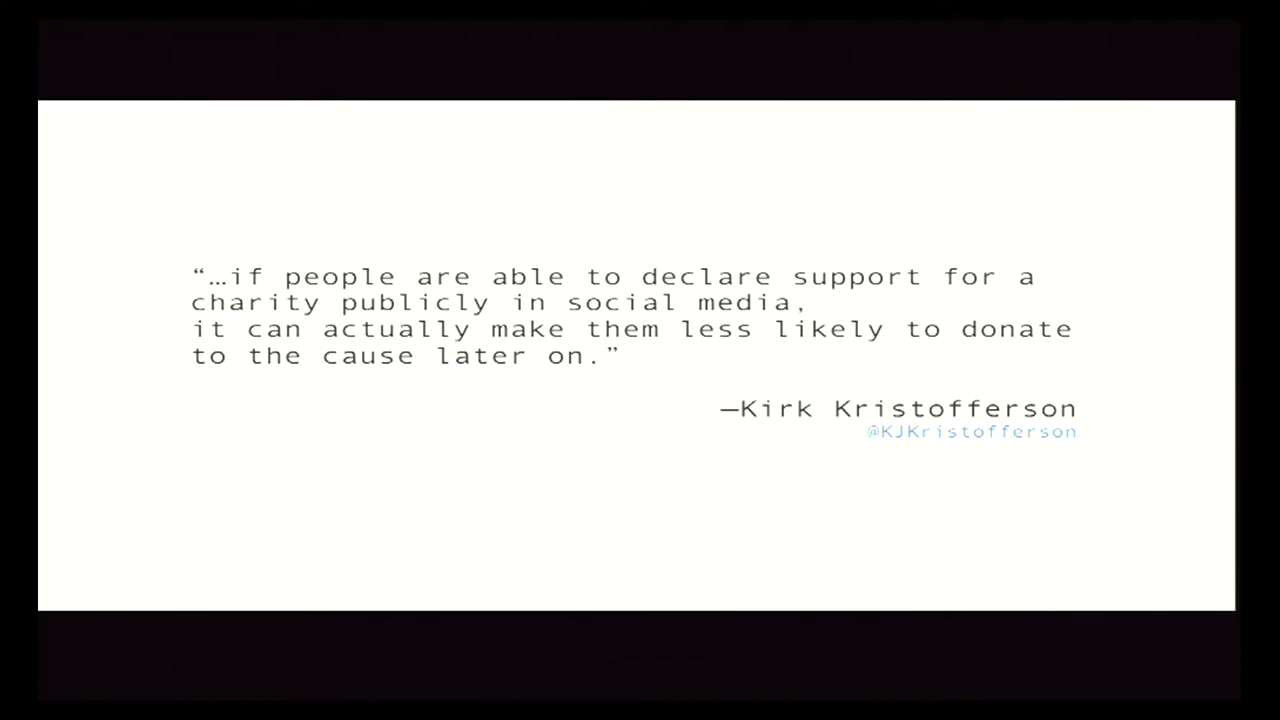 “…if people are able to declare support for a
charity publicly in social media,
it can actually make them less likely to donate
to the cause later on.”
—Kirk Kristofferson
@KJKristofferson